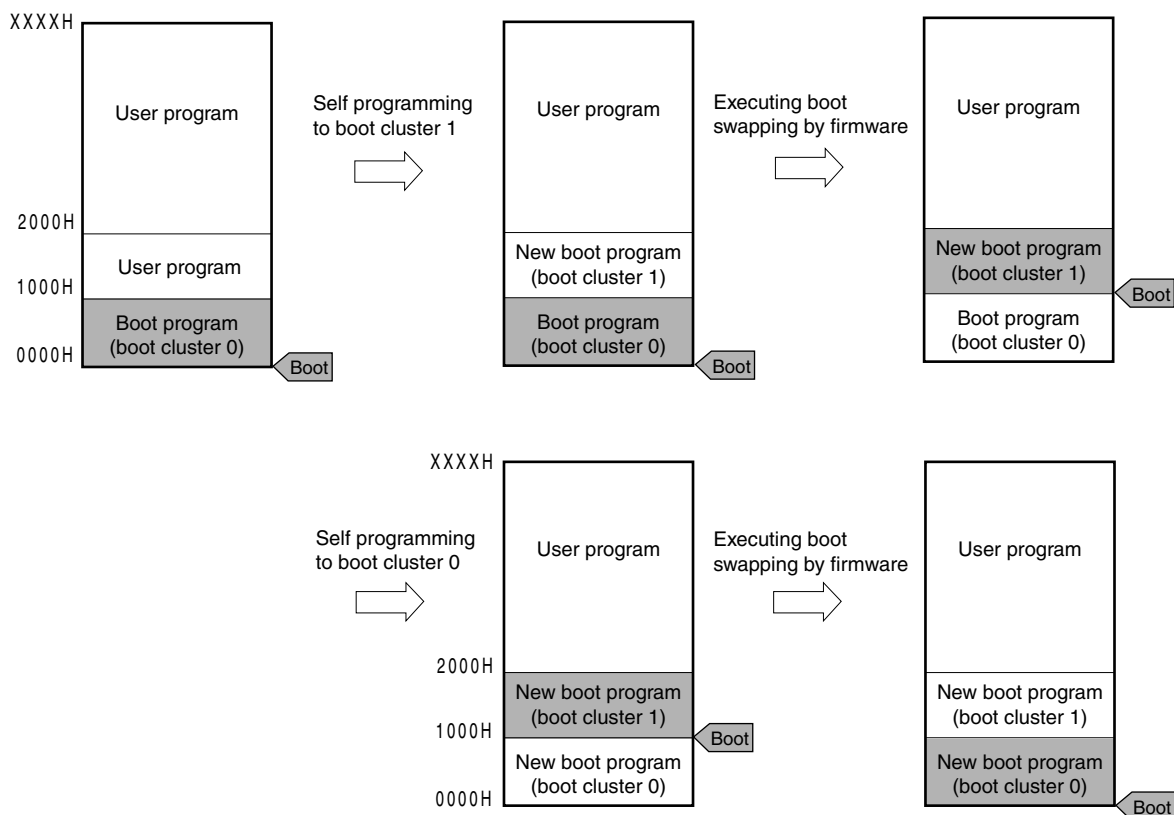 XXXXH
User program
2000H
User program
1000H
Boot program
(boot cluster 0)
0000H
Boot
Self programming
to boot cluster 1
User program
New boot program
(boot cluster 1)
Boot program
(boot cluster 0)
Boot
Executing boot
swapping by firmware
User program
New boot program
(boot cluster 1)
Boot
Boot program
(boot cluster 0)
Self programming
to boot cluster 0
XXXXH
User program
2000H
New boot program
(boot cluster 1)
1000H
Boot
New boot program
(boot cluster 0)
0000H
Executing boot
swapping by firmware
User program
New boot program
(boot cluster 1)
New boot program
(boot cluster 0)
Boot